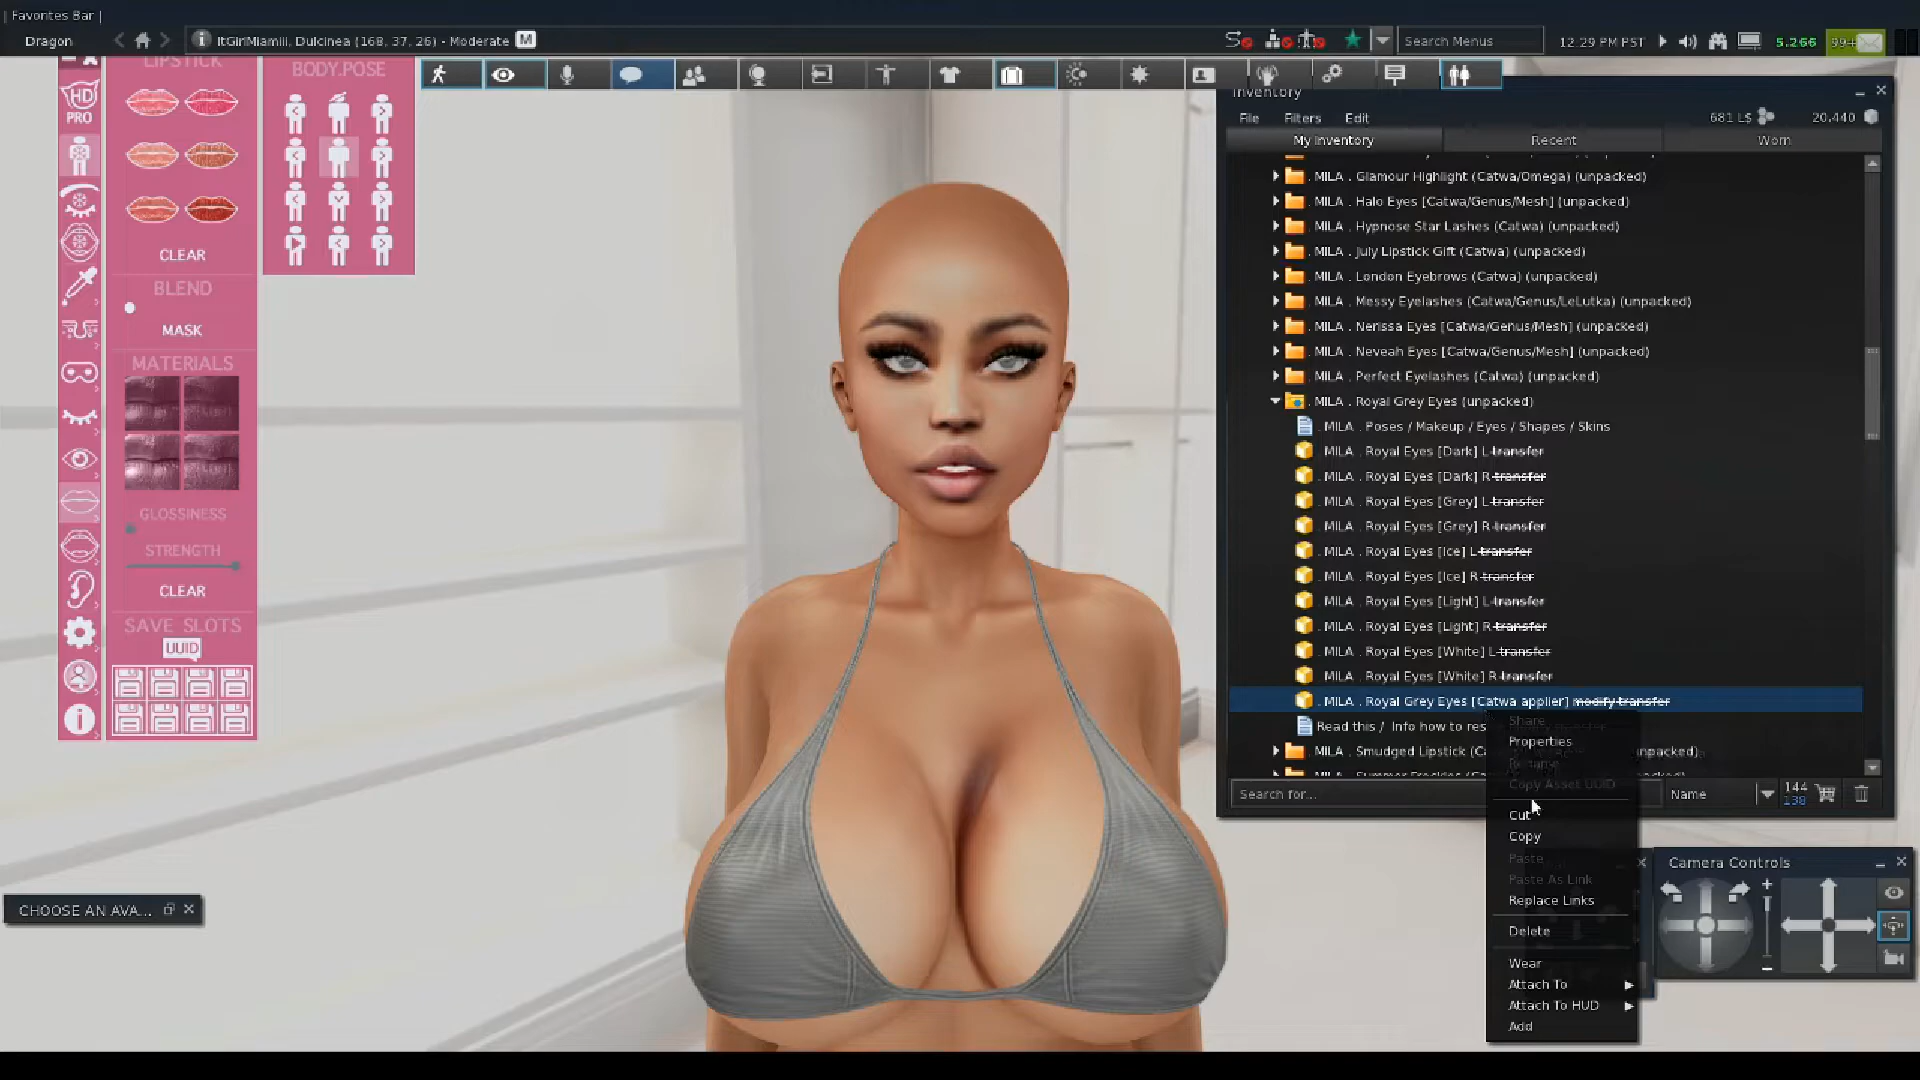 | Favorites Bar |
Dragon
ItGirlMiamiii, Dulcinea (168, 37, 26) - Moderate M
Search Menus
12:29 PM PST
5.266
99+
HD
PRO
LIPSTICK
CLEAR
BLEND
MASK
MATERIALS
GLOSSINESS
STRENGTH
CLEAR
SAVE SLOTS
UUID
BODY.POSE
Inventory
File Filters Edit
681 L$ 20,440
My Inventory Recent Worn
. MILA . Glamour Highlight (Catwa/Omega) (unpacked)
. MILA . Halo Eyes [Catwa/Genus/Mesh] (unpacked)
. MILA . Hypnose Star Lashes (Catwa) (unpacked)
. MILA . July Lipstick Gift (Catwa) (unpacked)
. MILA . London Eyebrows (Catwa) (unpacked)
. MILA . Messy Eyelashes (Catwa/Genus/LeLutka) (unpacked)
. MILA . Nerissa Eyes [Catwa/Genus/Mesh] (unpacked)
. MILA . Neveah Eyes [Catwa/Genus/Mesh] (unpacked)
. MILA . Perfect Eyelashes (Catwa) (unpacked)
. MILA . Royal Grey Eyes (unpacked)
. MILA . Poses / Makeup / Eyes / Shapes / Skins
. MILA . Royal Eyes [Dark] L transfer
. MILA . Royal Eyes [Dark] R transfer
. MILA . Royal Eyes [Grey] L transfer
. MILA . Royal Eyes [Grey] R transfer
. MILA . Royal Eyes [Ice] L transfer
. MILA . Royal Eyes [Ice] R transfer
. MILA . Royal Eyes [Light] L transfer
. MILA . Royal Eyes [Light] R transfer
. MILA . Royal Eyes [White] L transfer
. MILA . Royal Eyes [White] R transfer
. MILA . Royal Grey Eyes [Catwa applier] modify transfer
Read this / Info how to res
. MILA . Smudged Lipstick (Ca npacked)
Search for...
Name
144
138
Share
Properties
Rename
Copy Asset UUID
Cut
Copy
Paste
Paste As Link
Replace Links
Delete
Wear
Attach To
Attach To HUD
Add
Camera Controls
CHOOSE AN AVA...